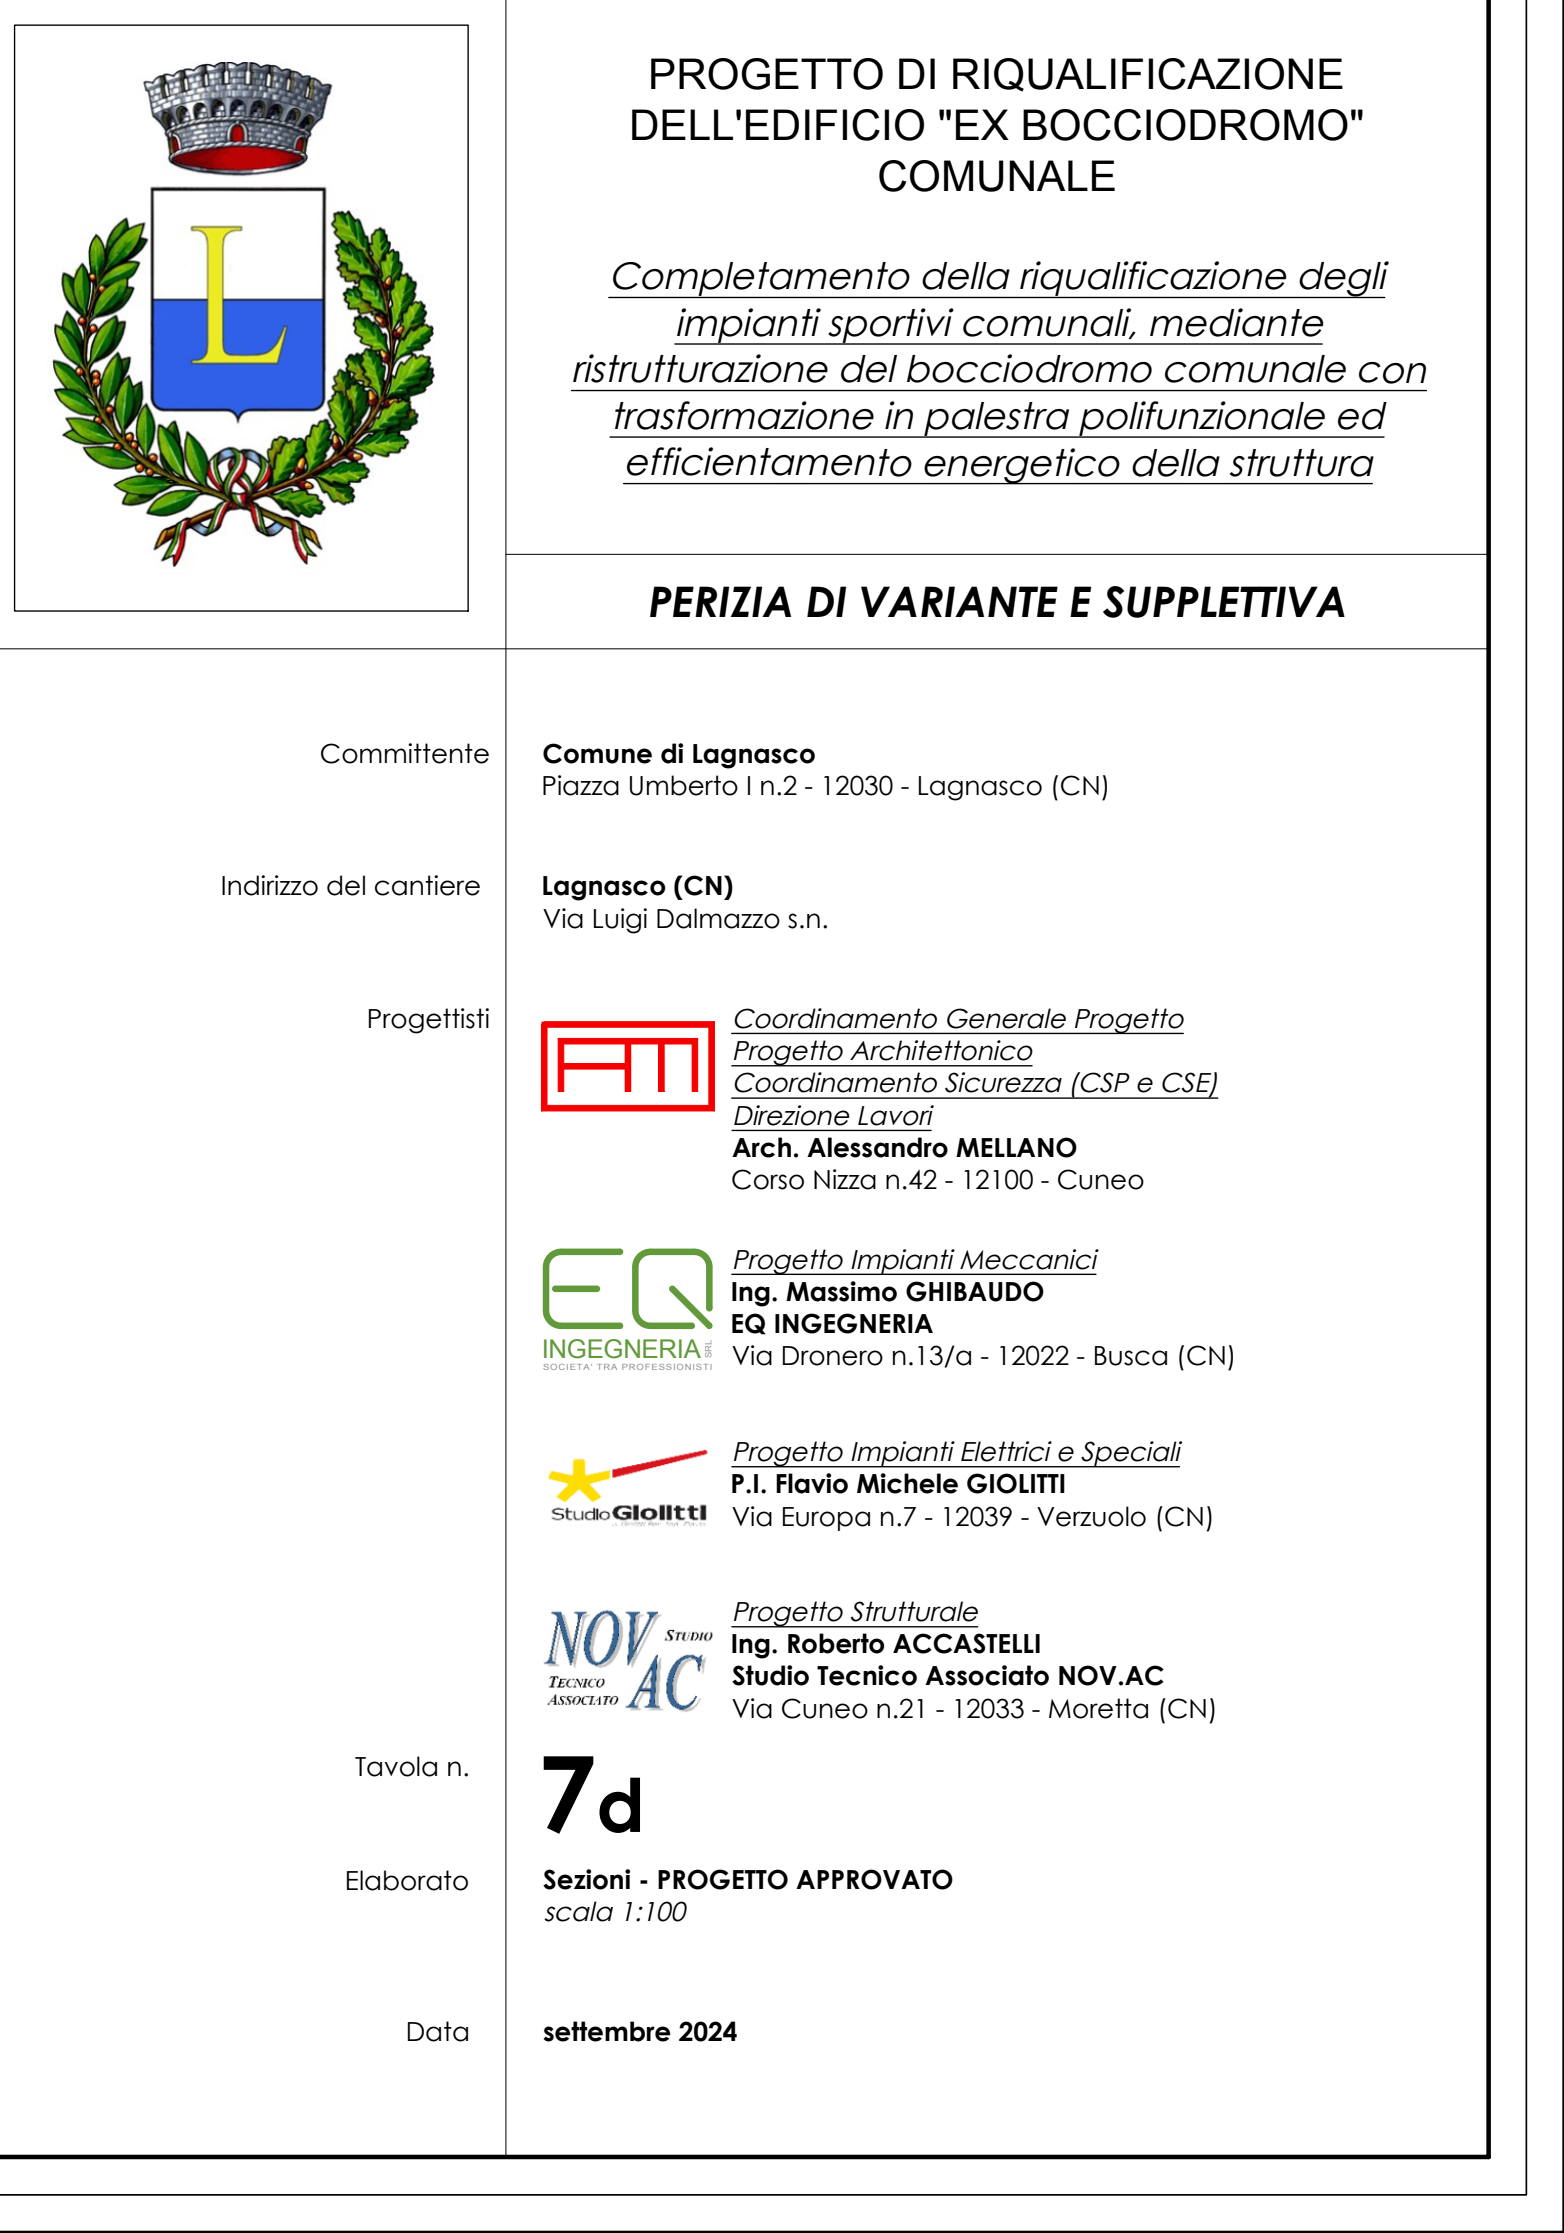 L
PROGETTO DI RIQUALIFICAZIONE
DELL'EDIFICIO "EX BOCCIODROMO"
COMUNALE
Completamento della riqualificazione degli
impianti sportivi comunali, mediante
ristrutturazione del bocciodromo comunale con
trasformazione in palestra polifunzionale ed
efficientamento energetico della struttura
PERIZIA DI VARIANTE E SUPPLETTIVA
Committente
Comune di Lagnasco
Piazza Umberto I n.2 - 12030 - Lagnasco (CN)
Indirizzo del cantiere
Lagnasco (CN)
Via Luigi Dalmazzo s.n.
Progettisti
Coordinamento Generale Progetto
Progetto Architettonico
Coordinamento Sicurezza (CSP e CSE)
Direzione Lavori
Arch. Alessandro MELLANO
Corso Nizza n.42 - 12100 - Cuneo
EQ
INGEGNERIA SRL
SOCIETA' TRA PROFESSIONISTI
Progetto Impianti Meccanici
Ing. Massimo GHIBAUDO
EQ INGEGNERIA
Via Dronero n.13/a - 12022 - Busca (CN)
Studio Giolitti
Progetto Impianti Elettrici e Speciali
P.I. Flavio Michele GIOLITTI
Via Europa n.7 - 12039 - Verzuolo (CN)
NOV STUDIO
TECNICO
ASSOCIATO AC
Progetto Strutturale
Ing. Roberto ACCASTELLI
Studio Tecnico Associato NOV.AC
Via Cuneo n.21 - 12033 - Moretta (CN)
Tavola n.
7d
Elaborato
Sezioni - PROGETTO APPROVATO
scala 1:100
Data
settembre 2024